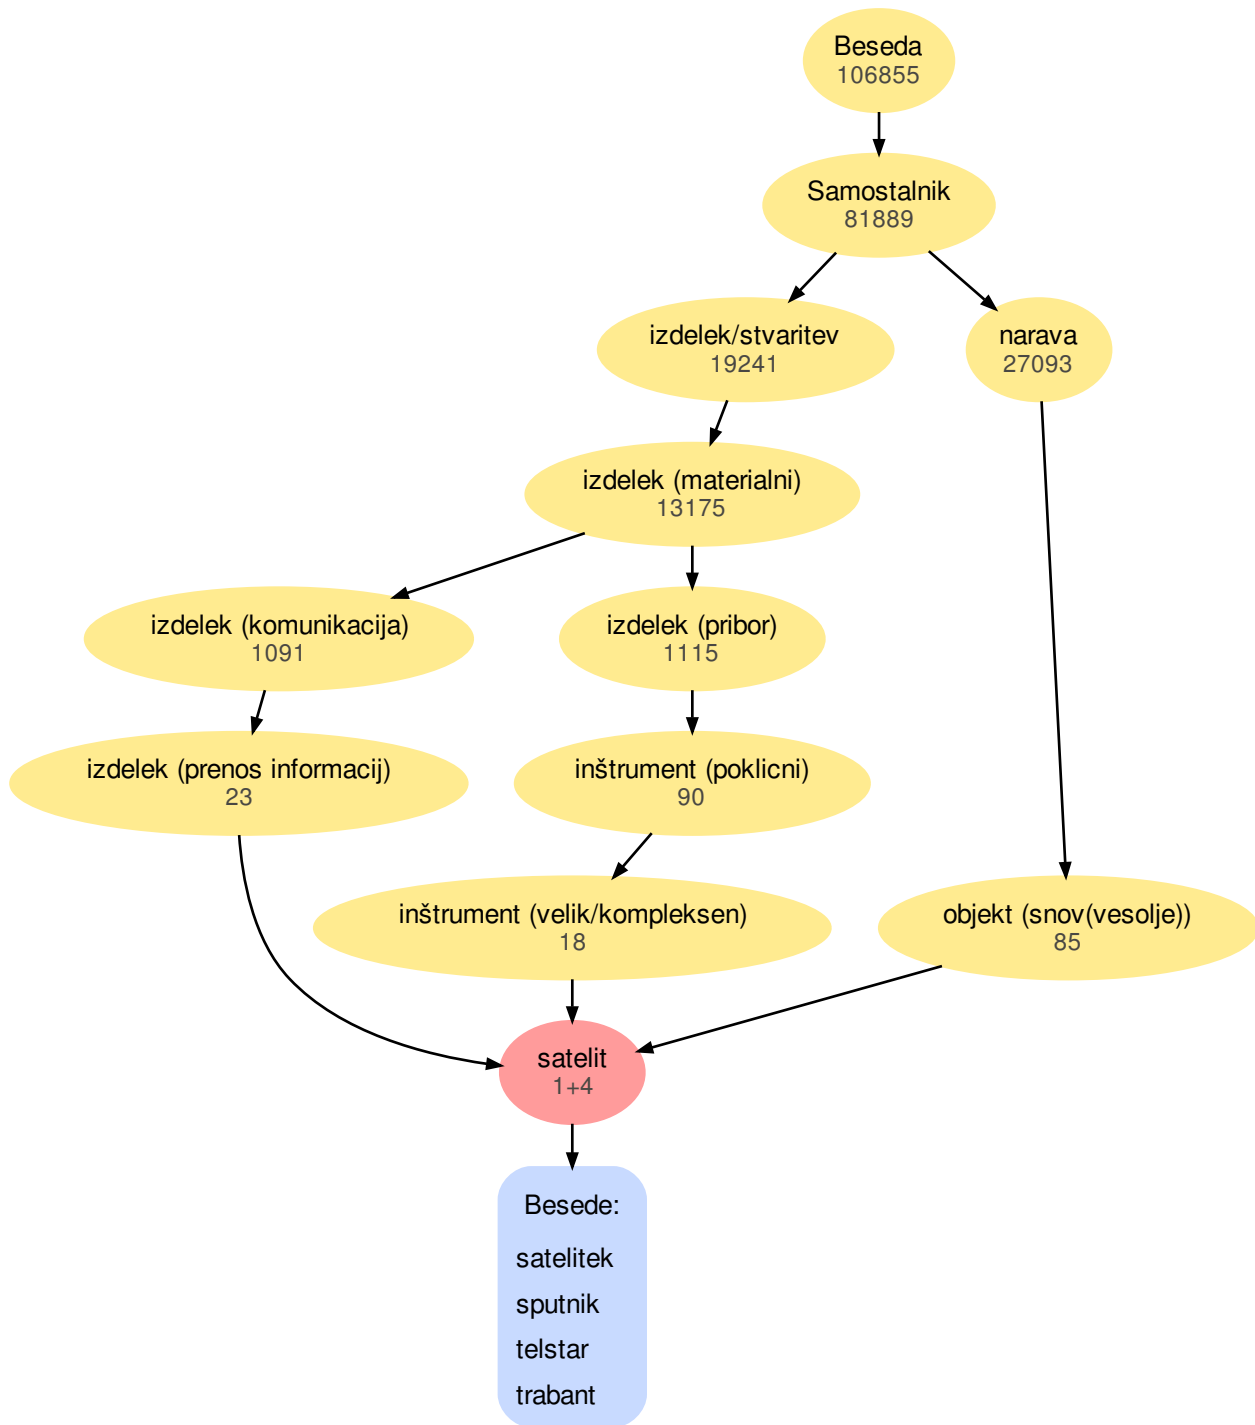 Beseda
106855
Samostalnik
81889
izdelek/stvaritev
19241
narava
27093
izdelek (materialni)
13175
izdelek (komunikacija)
1091
izdelek (pribor)
1115
izdelek (prenos informacij)
23
inštrument (poklicni)
90
inštrument (velik/kompleksen)
18
objekt (snov(vesolje))
85
satelit
1+4
Besede:
satelitek
sputnik
telstar
trabant